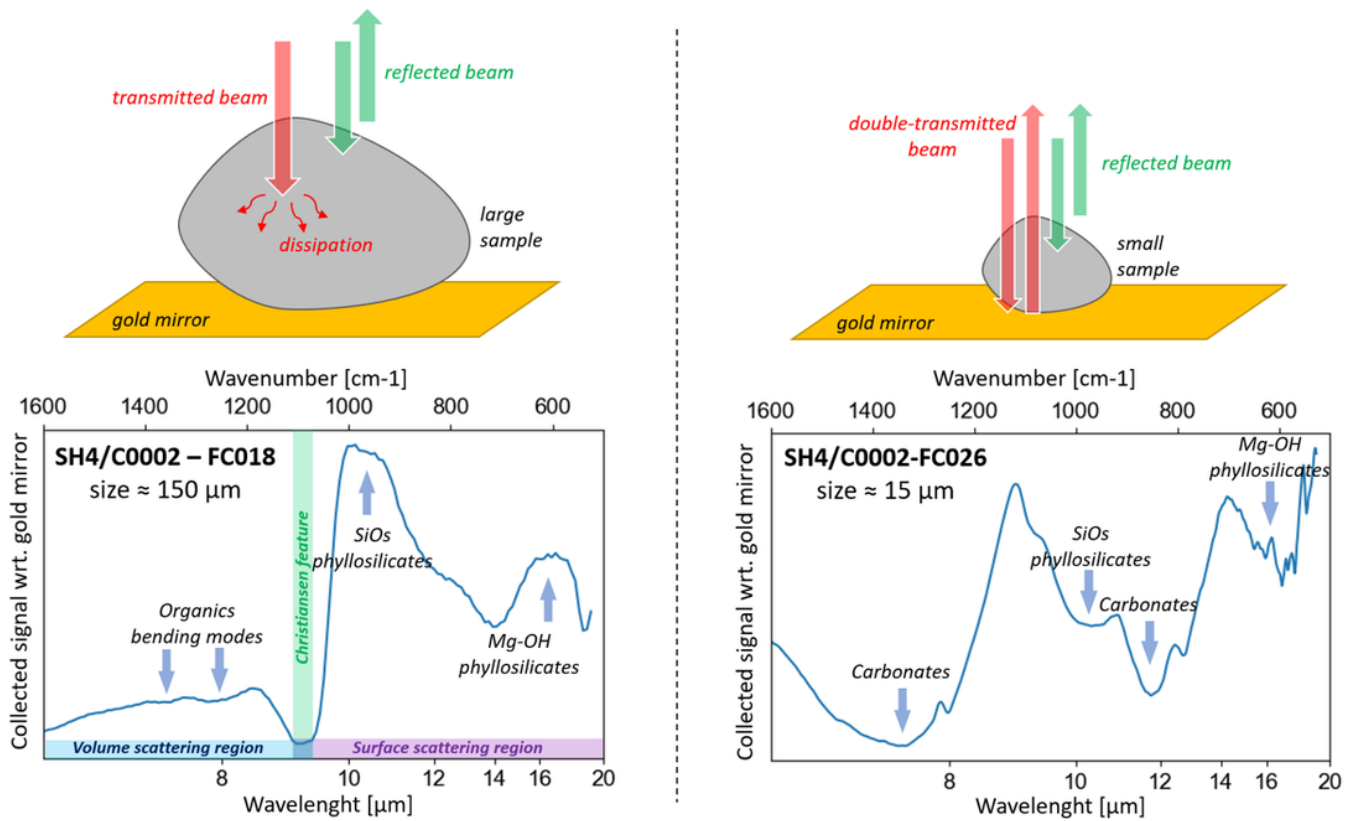 transmitted beam
reflected beam
dissipation
large
sample
gold mirror
Wavenumber [cm-1]
1600 1400 1200 1000 800 600
Collected signal wrt. gold mirror
SH4/C0002 – FC018
size ≈ 150 µm
Christiansen feature
SiOs
phyllosilicates
Organics
bending modes
Mg-OH
phyllosilicates
Volume scattering region
Surface scattering region
8 10 12 14 16 20
Wavelenght [µm]
double-transmitted
beam
reflected beam
small
sample
gold mirror
Wavenumber [cm-1]
1600 1400 1200 1000 800 600
Collected signal wrt. gold mirror
SH4/C0002-FC026
size ≈ 15 µm
Mg-OH
phyllosilicates
SiOs
phyllosilicates
Carbonates
Carbonates
8 10 12 14 16 20
Wavelenght [µm]